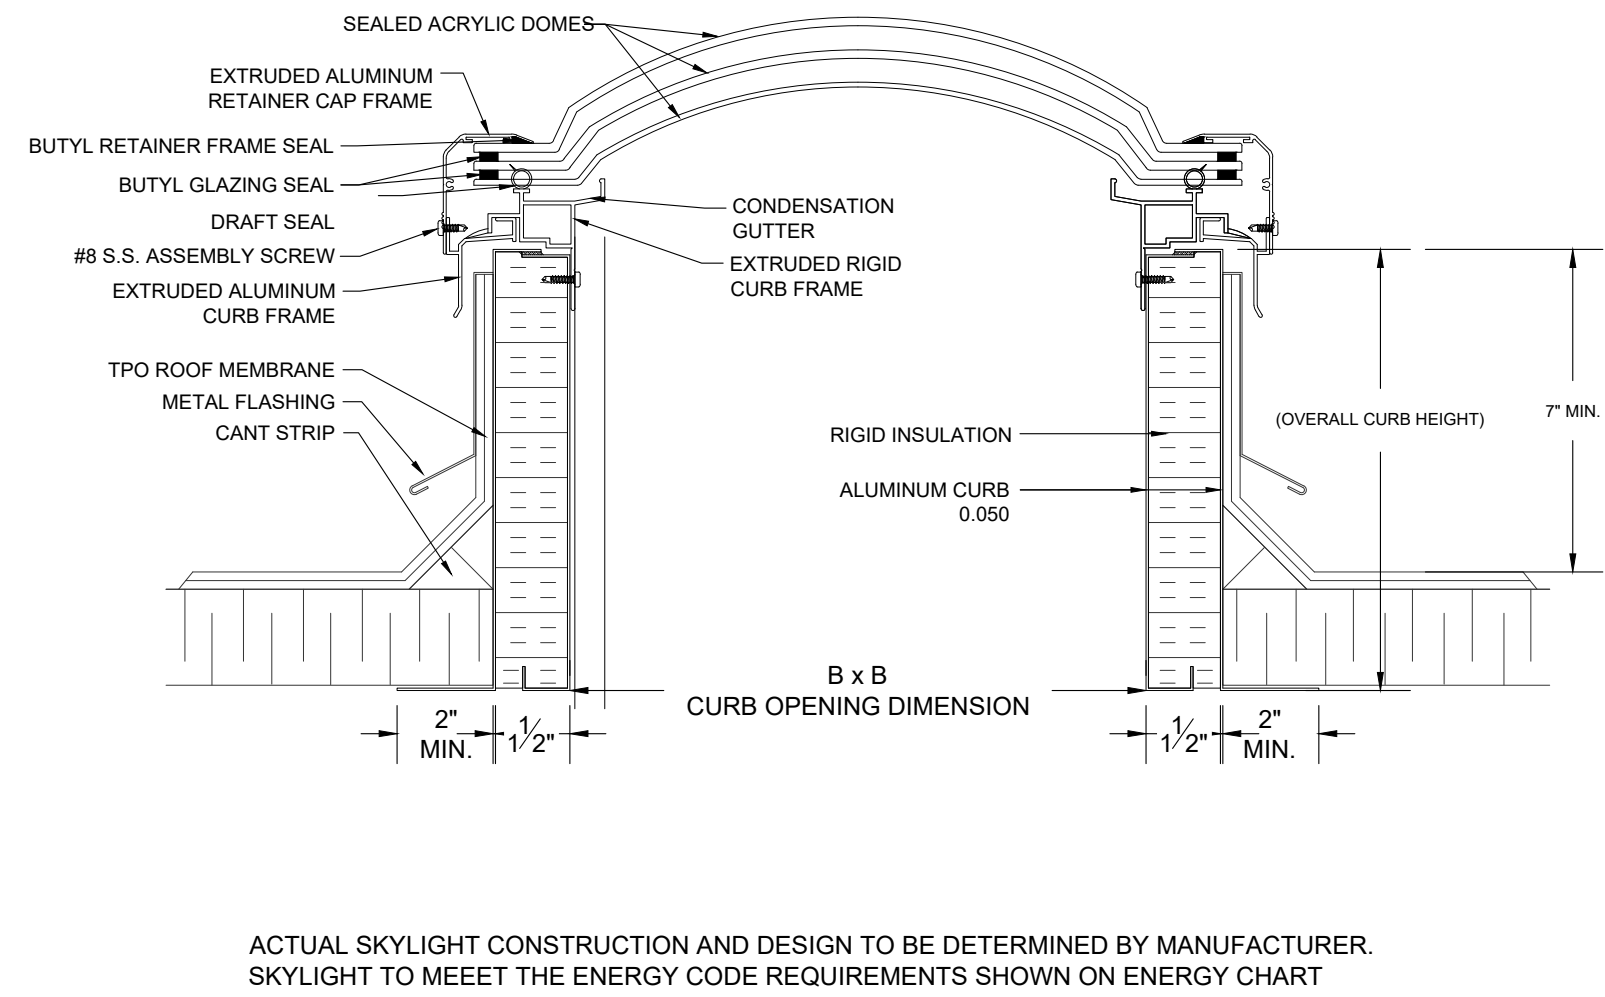 SEALED ACRYLIC DOMES
EXTRUDED ALUMINUM
RETAINER CAP FRAME
BUTYL RETAINER FRAME SEAL
BUTYL GLAZING SEAL
DRAFT SEAL
#8 S.S. ASSEMBLY SCREW
EXTRUDED ALUMINUM
CURB FRAME
TPO ROOF MEMBRANE
METAL FLASHING
CANT STRIP
CONDENSATION
GUTTER
EXTRUDED RIGID
CURB FRAME
RIGID INSULATION
ALUMINUM CURB
0.050
(OVERALL CURB HEIGHT)
7" MIN.
B x B
CURB OPENING DIMENSION
2"
MIN.
1 1/2"
1 1/2"
2"
MIN.
ACTUAL SKYLIGHT CONSTRUCTION AND DESIGN TO BE DETERMINED BY MANUFACTURER.
SKYLIGHT TO MEEET THE ENERGY CODE REQUIREMENTS SHOWN ON ENERGY CHART